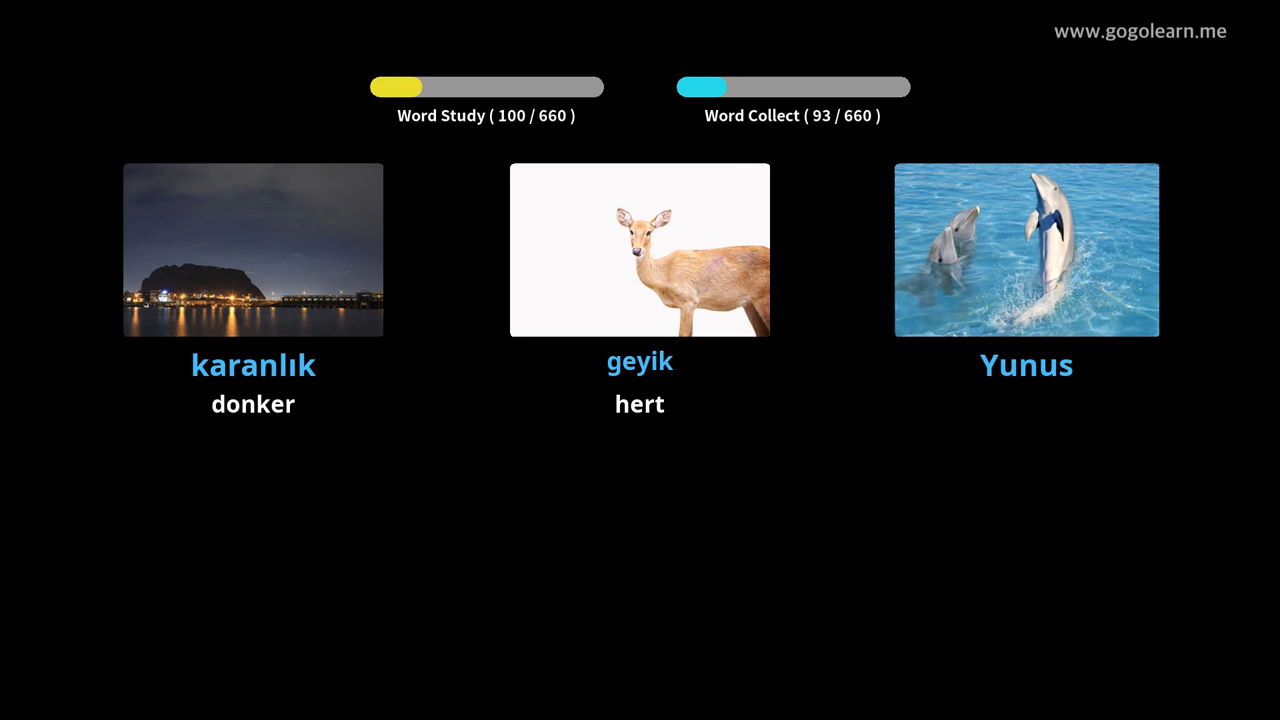 www.gogolearn.me
Word Study ( 100 / 660 )
Word Collect ( 93 / 660 )
karanlık
geyik
Yunus
donker
hert